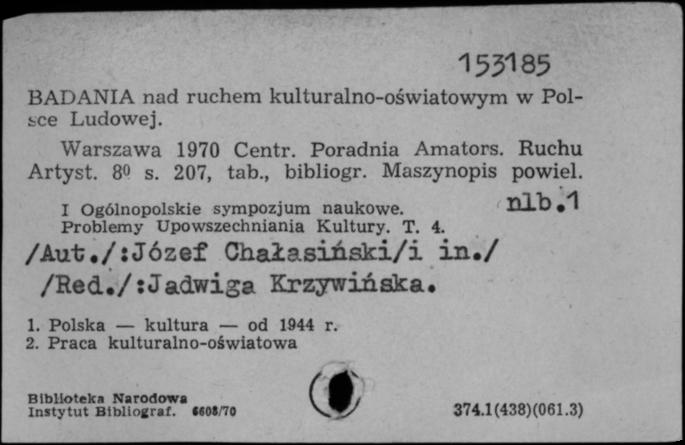 153185
BADANIA nad ruchem kulturalno-oświatowym w Pol-
sce Ludowej.
Warszawa 1970 Centr. Poradnia Amators. Ruchu
Artyst. 8⁰ s. 207, tab., bibliogr. Maszynopis powiel.
nlb.1
I Ogólnopolskie sympozjum naukowe.
Problemy Upowszechniania Kultury. T. 4.
/Aut./:Józef Chałasiński/i in./
/Red./:Jadwiga Krzywińska.
1. Polska — kultura — od 1944 r.
2. Praca kulturalno-oświatowa
Biblioteka Narodowa
Instytut Bibliograf. 6608/70
374.1(438)(061.3)